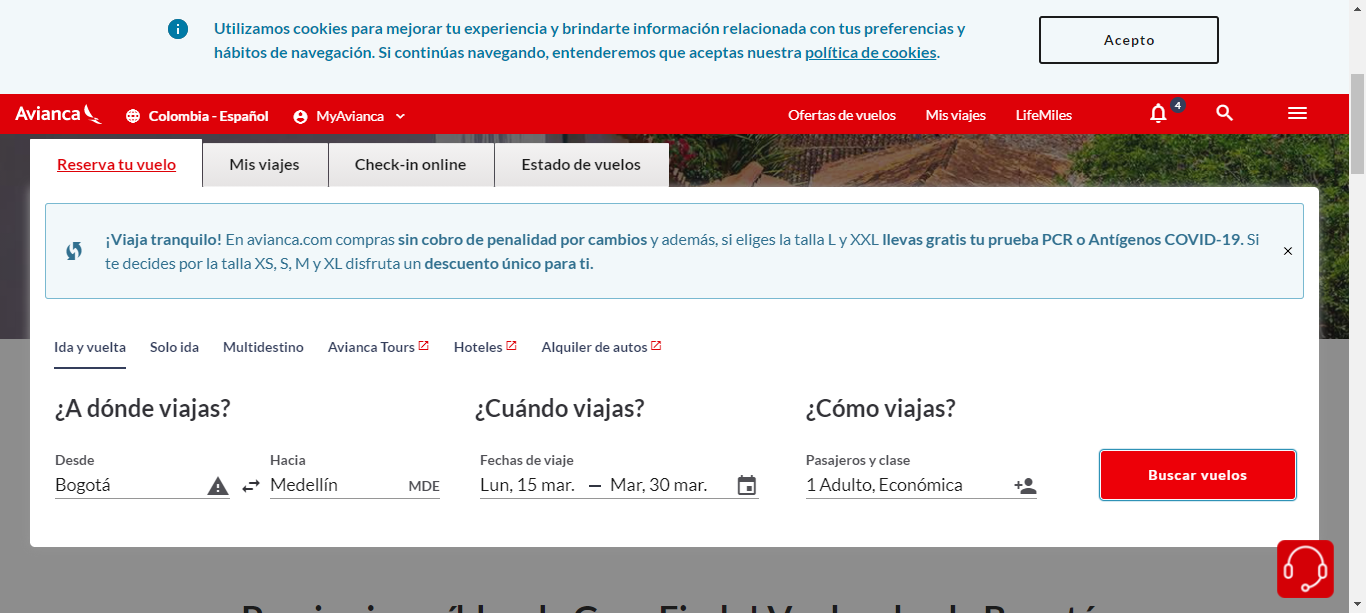 Utilizamos cookies para mejorar tu experiencia y brindarte información relacionada con tus preferencias y
hábitos de navegación. Si continúas navegando, entenderemos que aceptas nuestra política de cookies.
Acepto
Avianca
Colombia - Español
MyAvianca
Ofertas de vuelos
Mis viajes
LifeMiles
4
Reserva tu vuelo
Mis viajes
Check-in online
Estado de vuelos
¡Viaja tranquilo! En avianca.com compras sin cobro de penalidad por cambios y además, si eliges la talla L y XXL llevas gratis tu prueba PCR o Antígenos COVID-19. Si
te decides por la talla XS, S, M y XL disfruta un descuento único para ti.
Ida y vuelta
Solo ida
Multidestino
Avianca Tours
Hoteles
Alquiler de autos
¿A dónde viajas?
¿Cuándo viajas?
¿Cómo viajas?
Desde
Hacia
Fechas de viaje
Pasajeros y clase
Bogotá
Medellín
MDE
Lun, 15 mar. — Mar, 30 mar.
1 Adulto, Económica
Buscar vuelos